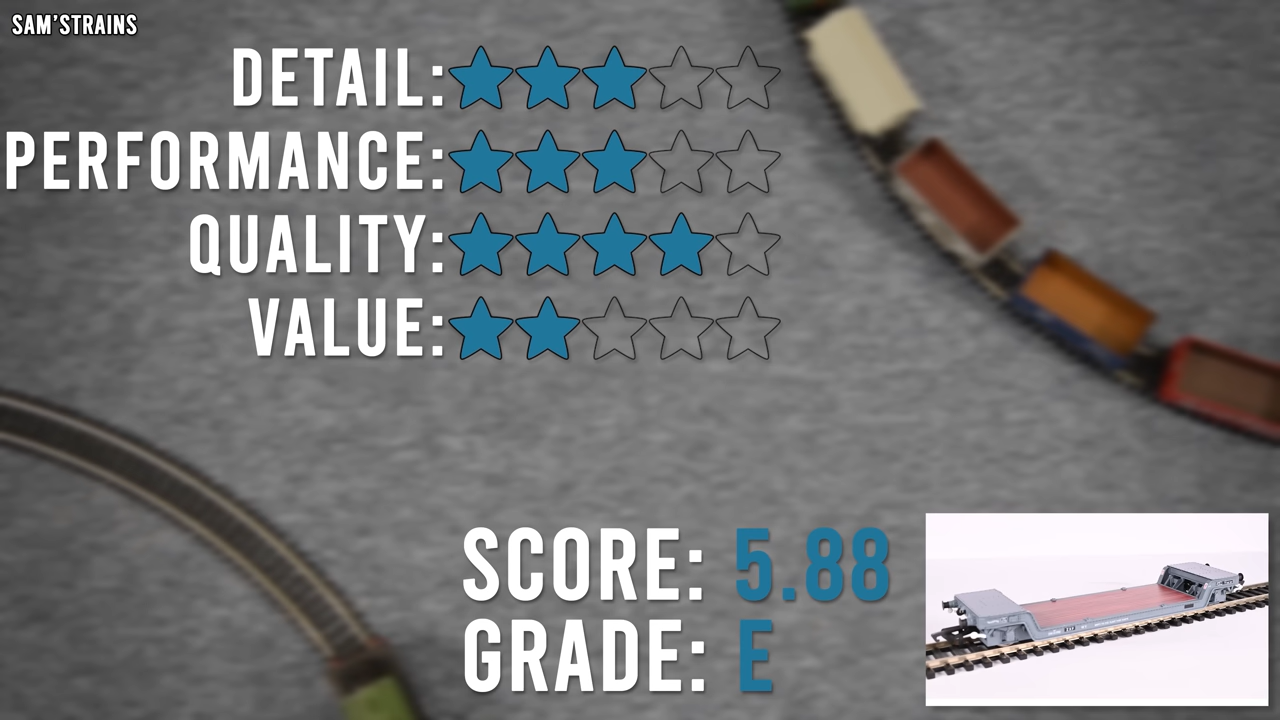 SAM'STRAINS
DETAIL:
PERFORMANCE:
QUALITY:
VALUE:
SCORE: 5.88
GRADE: E